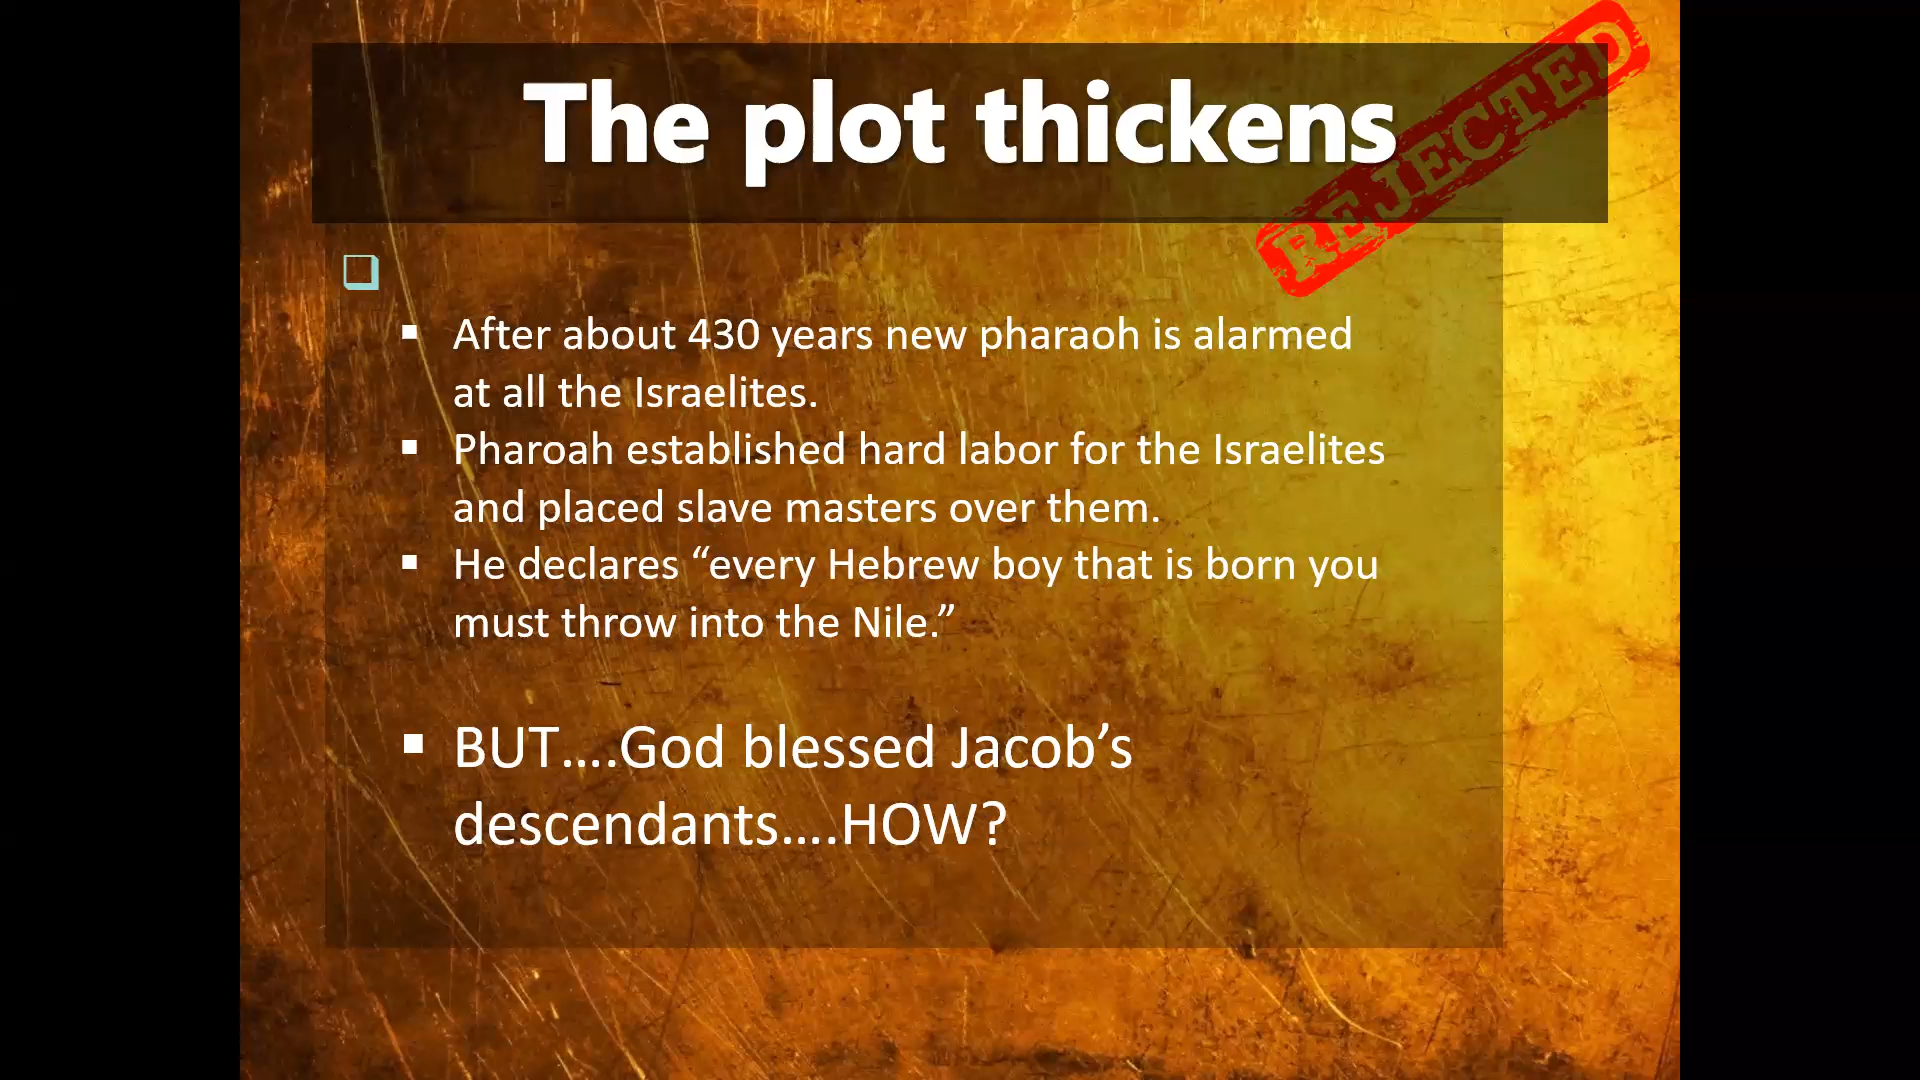 The plot thickens
REJECTED
After about 430 years new pharaoh is alarmed
at all the Israelites.
Pharoah established hard labor for the Israelites
and placed slave masters over them.
He declares “every Hebrew boy that is born you
must throw into the Nile.”
BUT….God blessed Jacob’s
descendants….HOW?